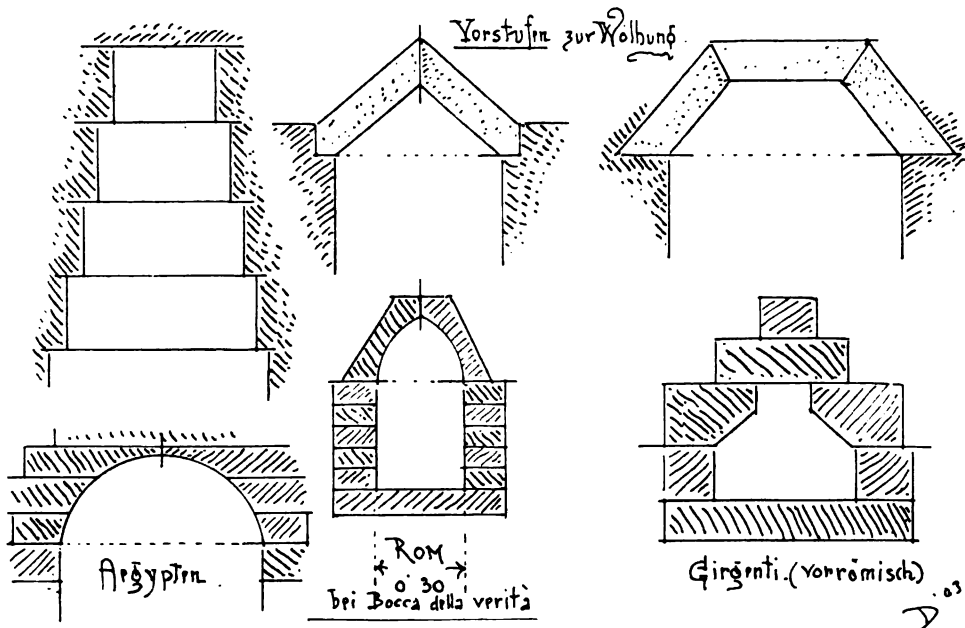 Vorstufen zur Wölbung
Aegypten
ROM
0.30
bei Bocca della verità
Girgenti. (vorrömisch)
D'03